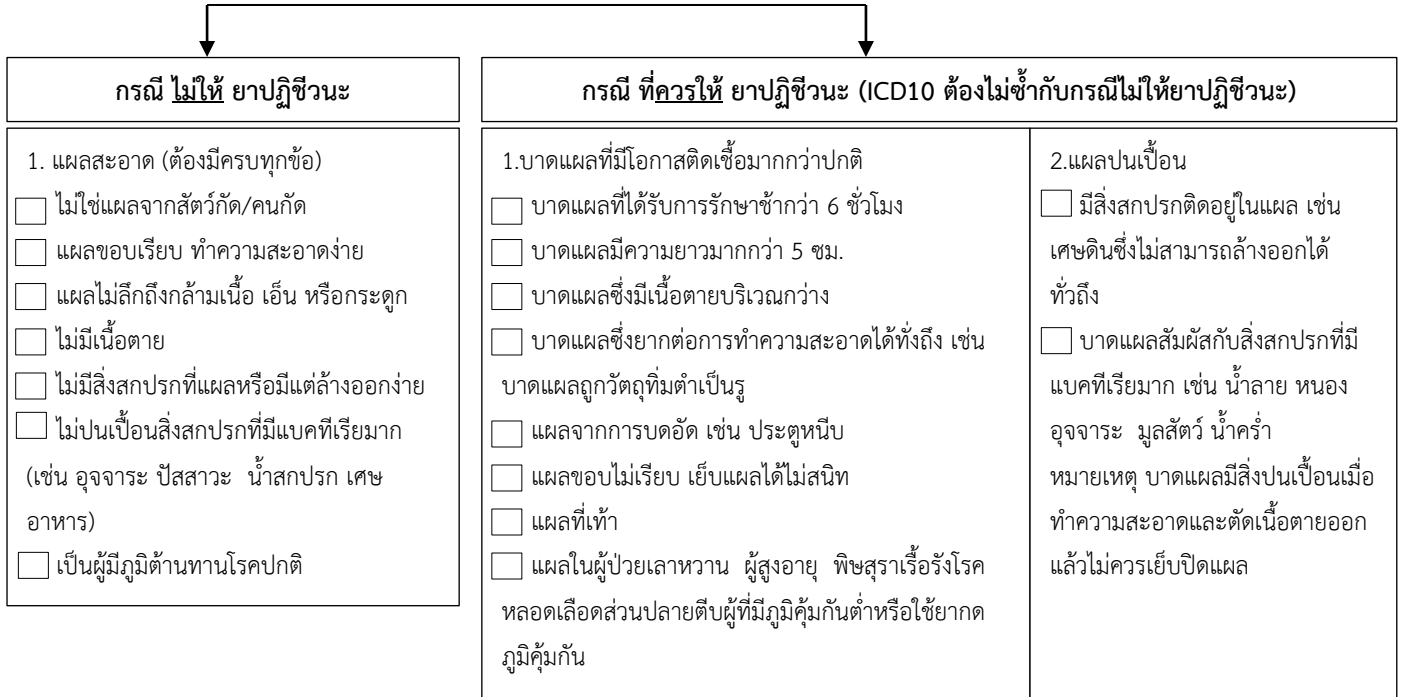 กรณี ไม่ให้ ยาปฏิชีวนะ
1. แผลสะอาด (ต้องมีครบทุกข้อ)
ไม่ใช่แผลจากสัตว์กัด/คนกัด
แผลขอบเรียบ ทำความสะอาดง่าย
แผลไม่ลึกถึงกล้ามเนื้อ เอ็น หรือกระดูก
ไม่มีเนื้อตาย
ไม่มีสิ่งสกปรกที่แผลหรือมีแต่ล้างออกง่าย
ไม่ปนเปื้อนสิ่งสกปรกที่มีแบคทีเรียมาก
(เช่น อุจจาระ ปัสสาวะ น้ำสกปรก เศษ
อาหาร)
เป็นผู้มีภูมิต้านทานโรคปกติ
กรณี ที่ควรให้ ยาปฏิชีวนะ (ICD10 ต้องไม่ซ้ำกับกรณีไม่ให้ยาปฏิชีวนะ)
1.บาดแผลที่มีโอกาสติดเชื้อมากกว่าปกติ
บาดแผลที่ได้รับการรักษาช้ากว่า 6 ชั่วโมง
บาดแผลมีความยาวมากกว่า 5 ซม.
บาดแผลซึ่งมีเนื้อตายบริเวณกว่าง
บาดแผลซึ่งยากต่อการทำความสะอาดได้ทั่งถึง เช่น
บาดแผลถูกวัตถุทิ่มตำเป็นรู
แผลจากการบดอัด เช่น ประตูหนีบ
แผลขอบไม่เรียบ เย็บแผลได้ไม่สนิท
แผลที่เท้า
แผลในผู้ป่วยเลาหวาน ผู้สูงอายุ พิษสุราเรื้อรังโรค
หลอดเลือดส่วนปลายตีบผู้ที่มีภูมิคุ้มกันต่ำหรือใช้ยากด
ภูมิคุ้มกัน
2.แผลปนเปื้อน
มีสิ่งสกปรกติดอยู่ในแผล เช่น
เศษดินซึ่งไม่สามารถล้างออกได้
ทั่วถึง
บาดแผลสัมผัสกับสิ่งสกปรกที่มี
แบคทีเรียมาก เช่น น้ำลาย หนอง
อุจจาระ มูลสัตว์ น้ำคร่ำ
หมายเหตุ บาดแผลมีสิ่งปนเปื้อนเมื่อ
ทำความสะอาดและตัดเนื้อตายออก
แล้วไม่ควรเย็บปิดแผล